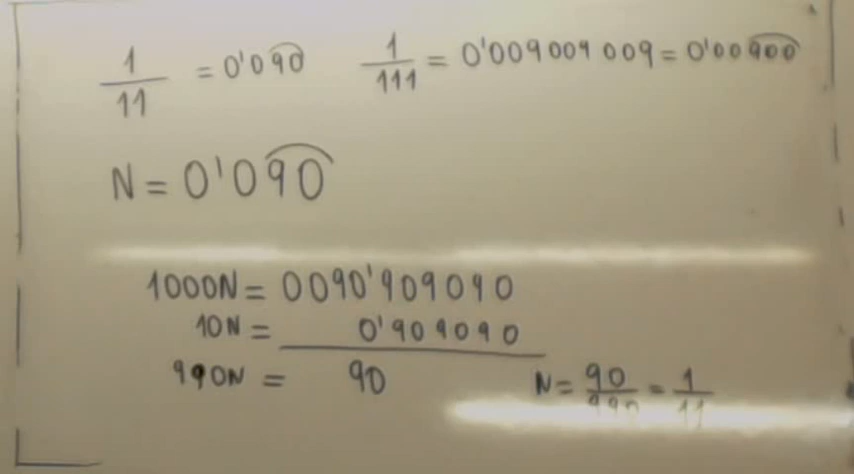 1/11 = 0'090 1/111 = 0'009009009 = 0'00900
N = 0'090
1000N = 0090'909090
10N = 0'909090
990N = 90 N = 90/990 = 1/11